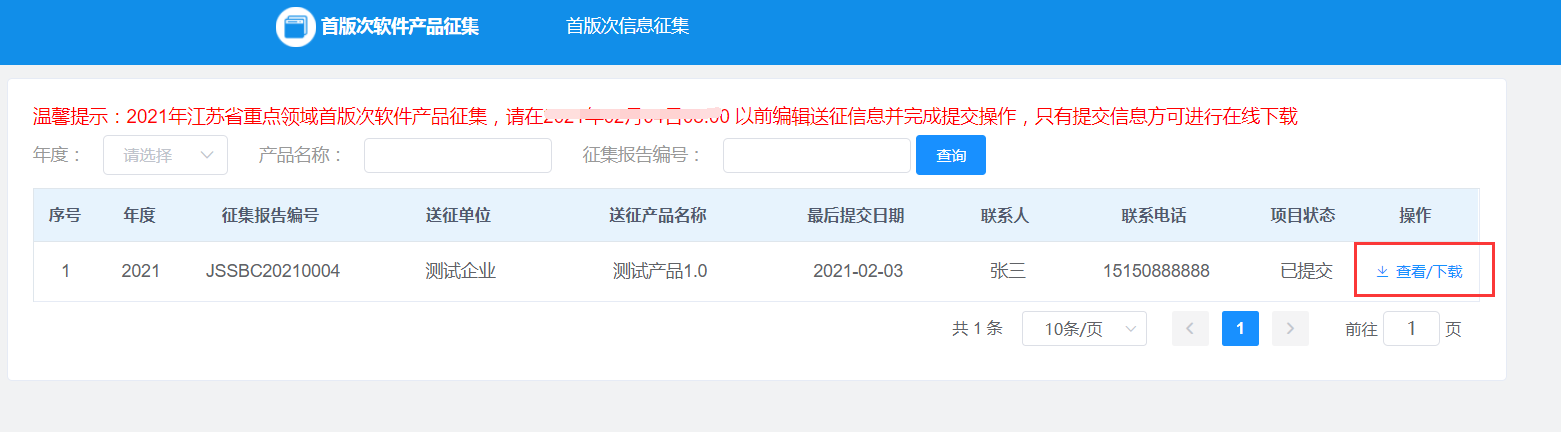 首版次软件产品征集 首版次信息征集
温馨提示：2021年江苏省重点领域首版次软件产品征集，请在 以前编辑送征信息并完成提交操作，只有提交信息方可进行在线下载
年度： 请选择 产品名称： 征集报告编号： 查询
序号 年度 征集报告编号 送征单位 送征产品名称 最后提交日期 联系人 联系电话 项目状态 操作
1 2021 JSSBC20210004 测试企业 测试产品1.0 2021-02-03 张三 15150888888 已提交 查看/下载
共 1 条 10条/页 1 前往 1 页